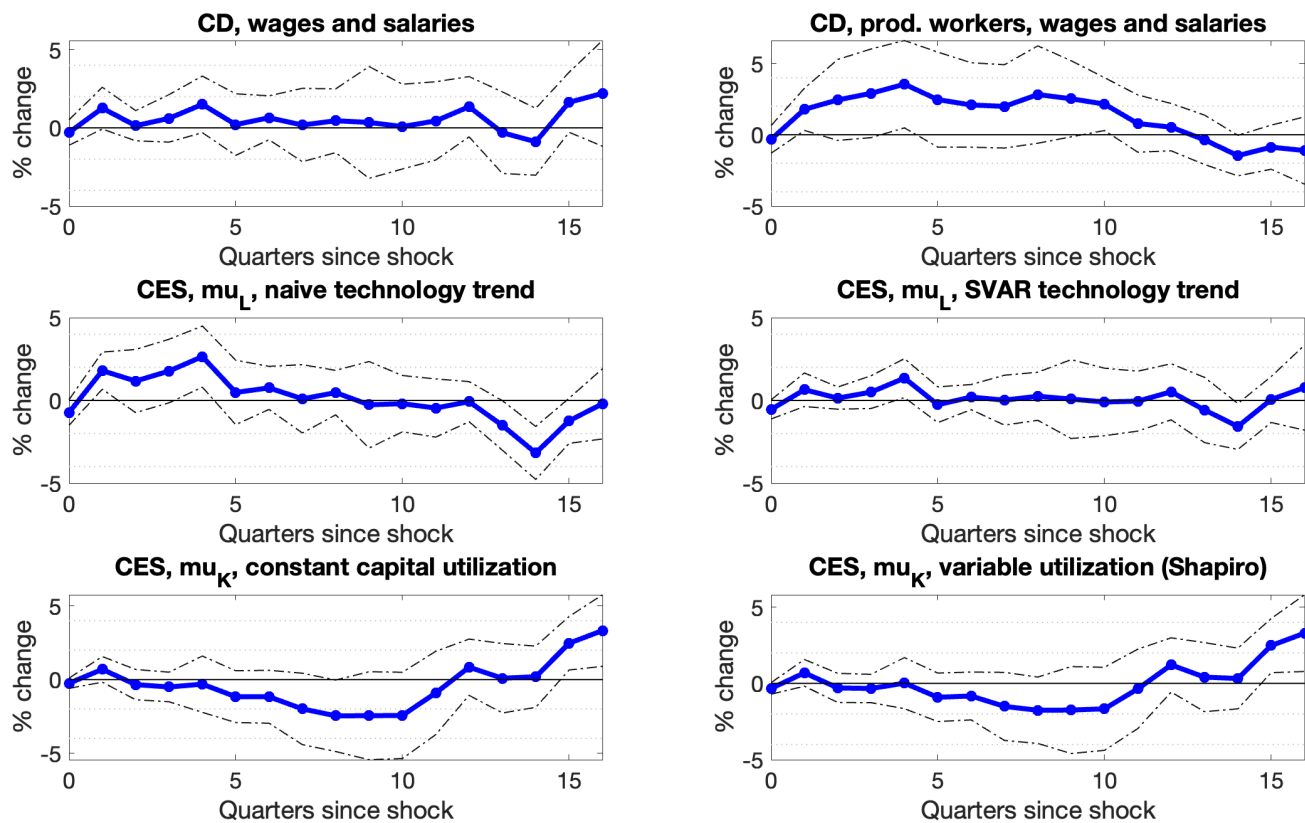 CD, wages and salaries
5
0
-5
% change
0 5 10 15
Quarters since shock
CD, prod. workers, wages and salaries
5
0
-5
% change
0 5 10 15
Quarters since shock
CES, mu_L, naive technology trend
5
0
-5
% change
0 5 10 15
Quarters since shock
CES, mu_L, SVAR technology trend
5
0
-5
% change
0 5 10 15
Quarters since shock
CES, mu_K, constant capital utilization
5
0
-5
% change
0 5 10 15
Quarters since shock
CES, mu_K, variable utilization (Shapiro)
5
0
-5
% change
0 5 10 15
Quarters since shock